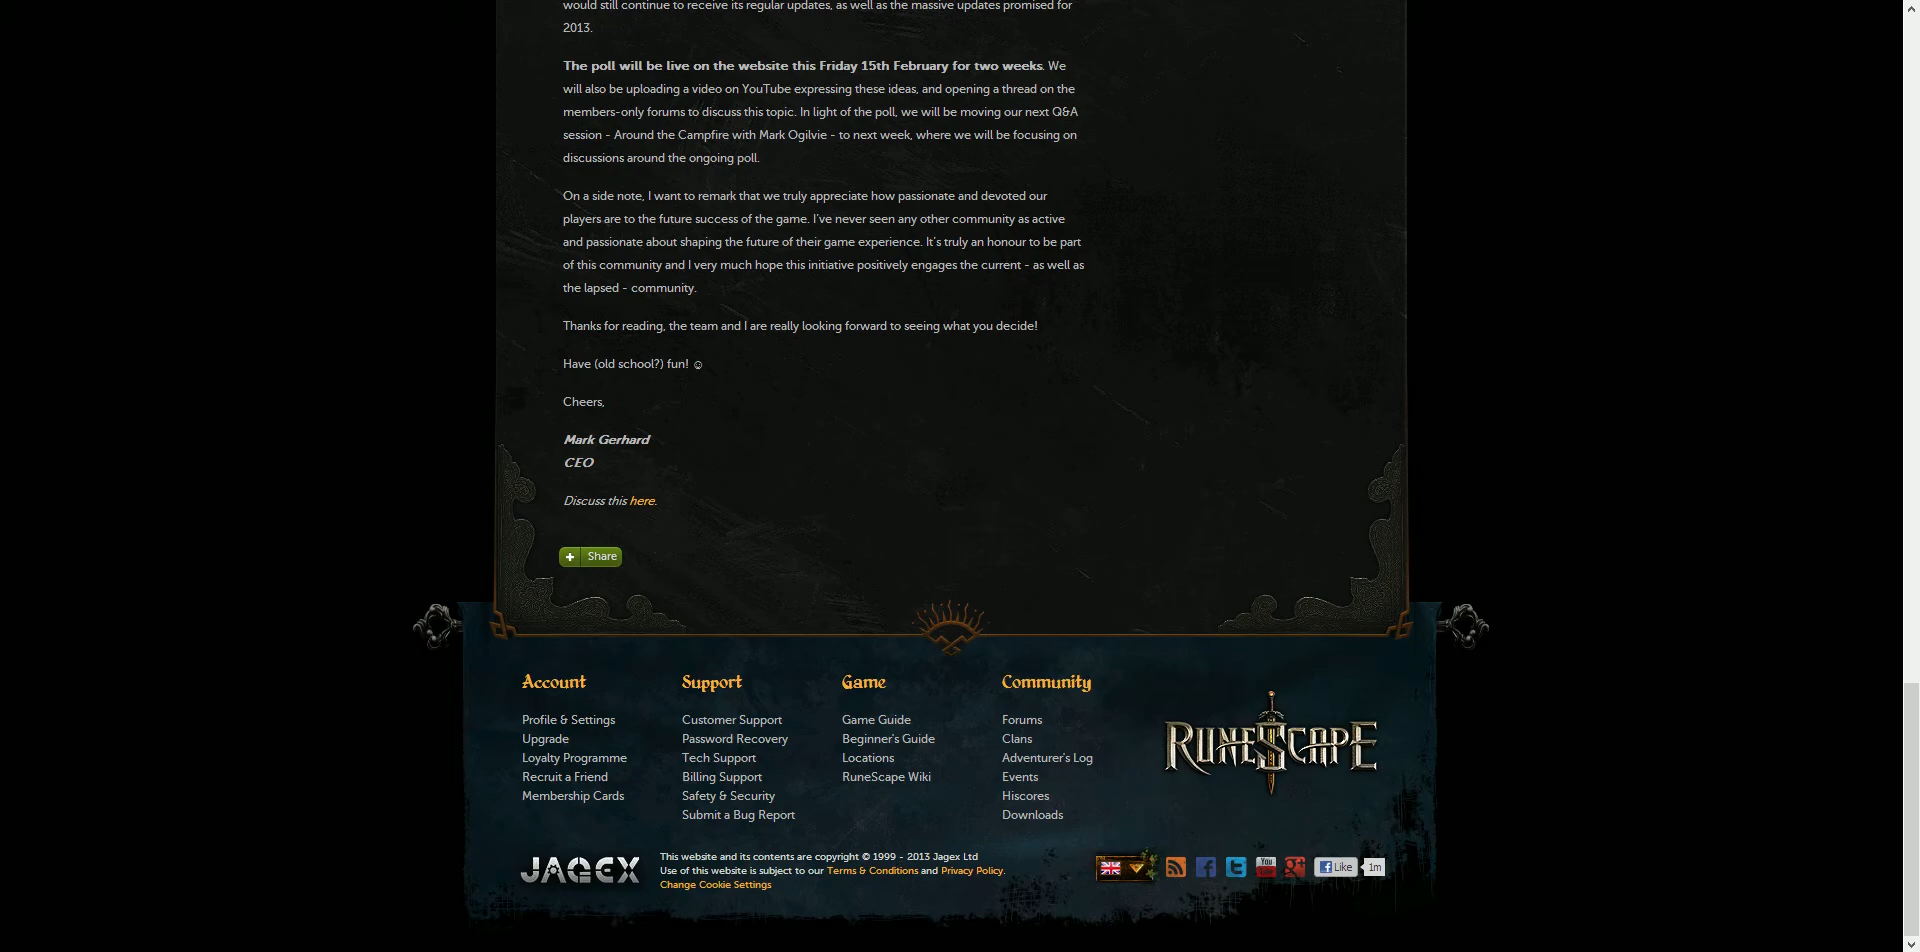 would still continue to receive its regular updates, as well as the massive updates promised for
2013.
The poll will be live on the website this Friday 15th February for two weeks. We
will also be uploading a video on YouTube expressing these ideas, and opening a thread on the
members-only forums to discuss this topic. In light of the poll, we will be moving our next Q&A
session - Around the Campfire with Mark Ogilvie - to next week, where we will be focusing on
discussions around the ongoing poll.
On a side note, I want to remark that we truly appreciate how passionate and devoted our
players are to the future success of the game. I've never seen any other community as active
and passionate about shaping the future of their game experience. It's truly an honour to be part
of this community and I very much hope this initiative positively engages the current - as well as
the lapsed - community.
Thanks for reading, the team and I are really looking forward to seeing what you decide!
Have (old school?) fun! ☺
Cheers,
Mark Gerhard
CEO
Discuss this here.
Share
Account
Profile & Settings
Upgrade
Loyalty Programme
Recruit a Friend
Membership Cards
Support
Customer Support
Password Recovery
Tech Support
Billing Support
Safety & Security
Submit a Bug Report
Game
Game Guide
Beginner's Guide
Locations
RuneScape Wiki
Community
Forums
Clans
Adventurer's Log
Events
Hiscores
Downloads
RUNESCAPE
JAGEX
This website and its contents are copyright © 1999 - 2013 Jagex Ltd
Use of this website is subject to our Terms & Conditions and Privacy Policy.
Change Cookie Settings
You
Tube
Like
1m